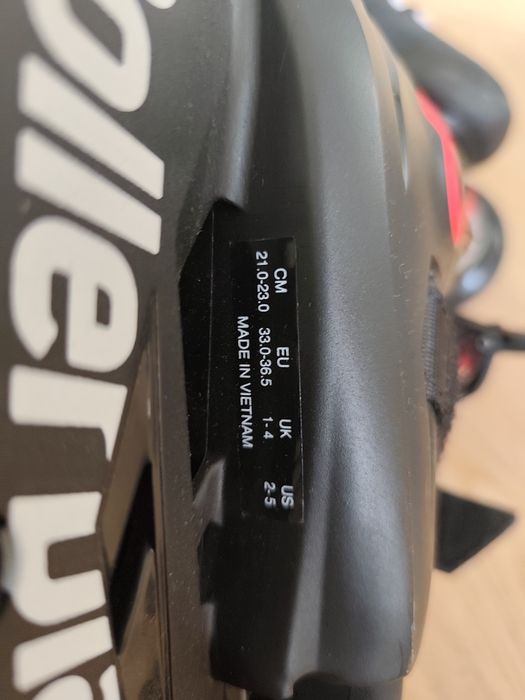 oller
CM EU UK US
21.0-23.0 33.0-36.5 1-4 2-5
MADE IN VIETNAM